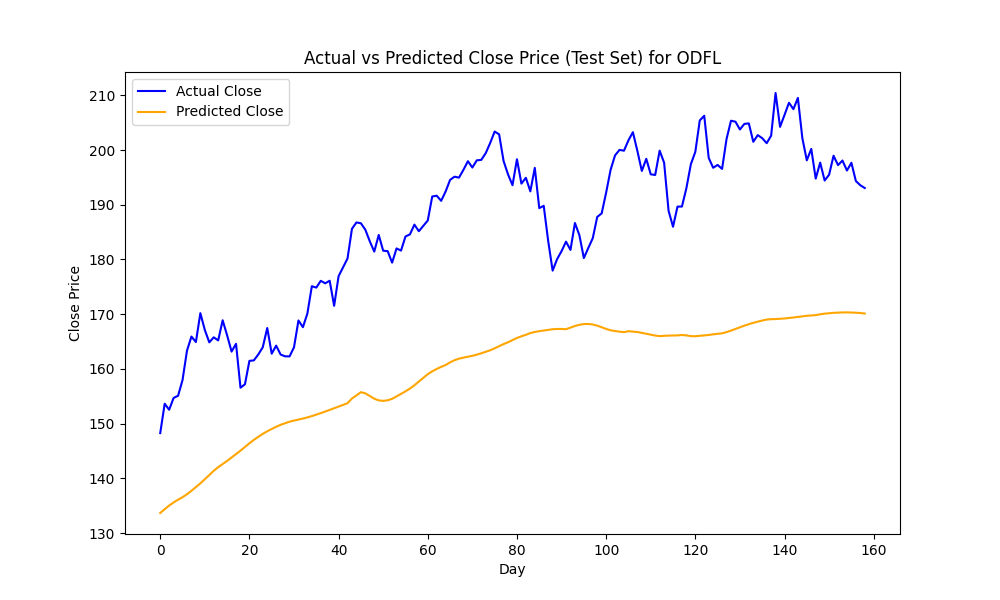 Actual vs Predicted Close Price (Test Set) for ODFL
Actual Close
Predicted Close
Close Price
210
200
190
180
170
160
150
140
130
0 20 40 60 80 100 120 140 160
Day